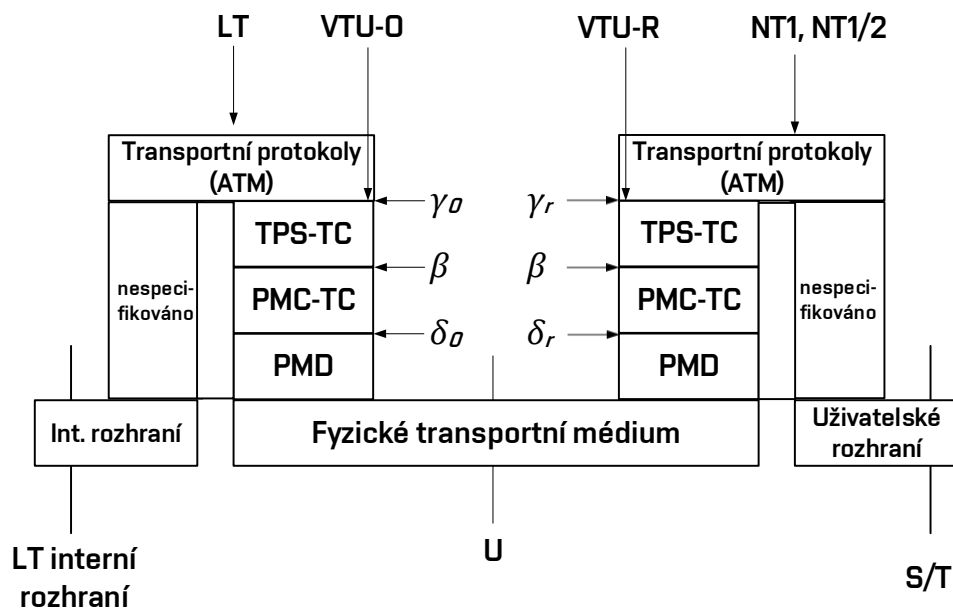 LT VTU-O VTU-R NT1, NT1/2
Transportní protokoly
(ATM)
Transportní protokoly
(ATM)
γ0 γr
TPS-TC TPS-TC
β β
nespeci-
fikováno
PMC-TC PMC-TC
nespeci-
fikováno
δ0 δr
PMD PMD
Int. rozhraní
Fyzické transportní médium
Uživatelské
rozhraní
LT interní
rozhraní
U
S/T